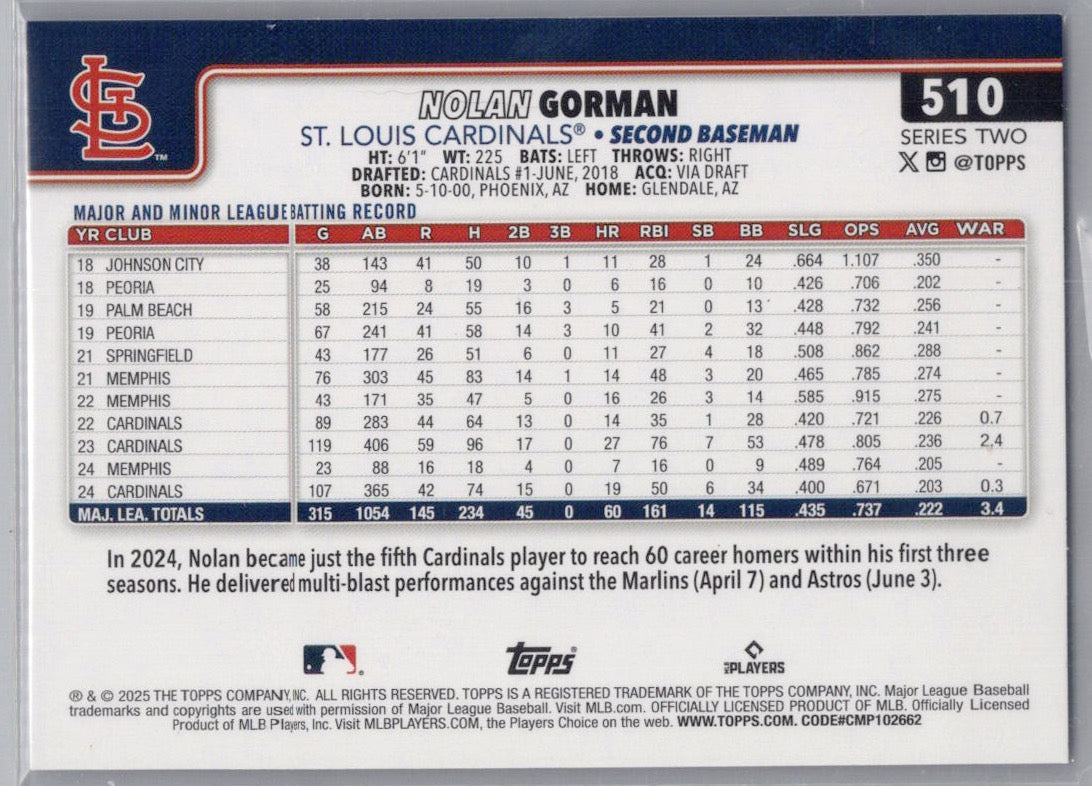 STL
TM
NOLAN GORMAN
510
ST. LOUIS CARDINALS® • SECOND BASEMAN
SERIES TWO
HT: 6'1" WT: 225 BATS: LEFT THROWS: RIGHT
@TOPPS
DRAFTED: CARDINALS #1-JUNE, 2018 ACQ: VIA DRAFT
BORN: 5-10-00, PHOENIX, AZ HOME: GLENDALE, AZ
MAJOR AND MINOR LEAGUE BATTING RECORD
YR CLUB G AB R H 2B 3B HR RBI SB BB SLG OPS AVG WAR
18 JOHNSON CITY 38 143 41 50 10 1 11 28 1 24 .664 1.107 .350 -
18 PEORIA 25 94 8 19 3 0 6 16 0 10 .426 .706 .202 -
19 PALM BEACH 58 215 24 55 16 3 5 21 0 13 .428 .732 .256 -
19 PEORIA 67 241 41 58 14 3 10 41 2 32 .448 .792 .241 -
21 SPRINGFIELD 43 177 26 51 6 0 11 27 4 18 .508 .862 .288 -
21 MEMPHIS 76 303 45 83 14 1 14 48 3 20 .465 .785 .274 -
22 MEMPHIS 43 171 35 47 5 0 16 26 3 14 .585 .915 .275 -
22 CARDINALS 89 283 44 64 13 0 14 35 1 28 .420 .721 .226 0.7
23 CARDINALS 119 406 59 96 17 0 27 76 7 53 .478 .805 .236 2.4
24 MEMPHIS 23 88 16 18 4 0 7 16 0 9 .489 .764 .205 -
24 CARDINALS 107 365 42 74 15 0 19 50 6 34 .400 .671 .203 0.3
MAJ. LEA. TOTALS 315 1054 145 234 45 0 60 161 14 115 .435 .737 .222 3.4
In 2024, Nolan became just the fifth Cardinals player to reach 60 career homers within his first three
seasons. He delivered multi-blast performances against the Marlins (April 7) and Astros (June 3).
topps®
MLBPLAYERS
® & © 2025 THE TOPPS COMPANY, INC. ALL RIGHTS RESERVED. TOPPS IS A REGISTERED TRADEMARK OF THE TOPPS COMPANY, INC. Major League Baseball
trademarks and copyrights are used with permission of Major League Baseball. Visit MLB.com. OFFICIALLY LICENSED PRODUCT OF MLB. Officially Licensed
Product of MLB Players, Inc. Visit MLBPLAYERS.COM, the Players Choice on the web. WWW.TOPPS.COM. CODE#CMP102662